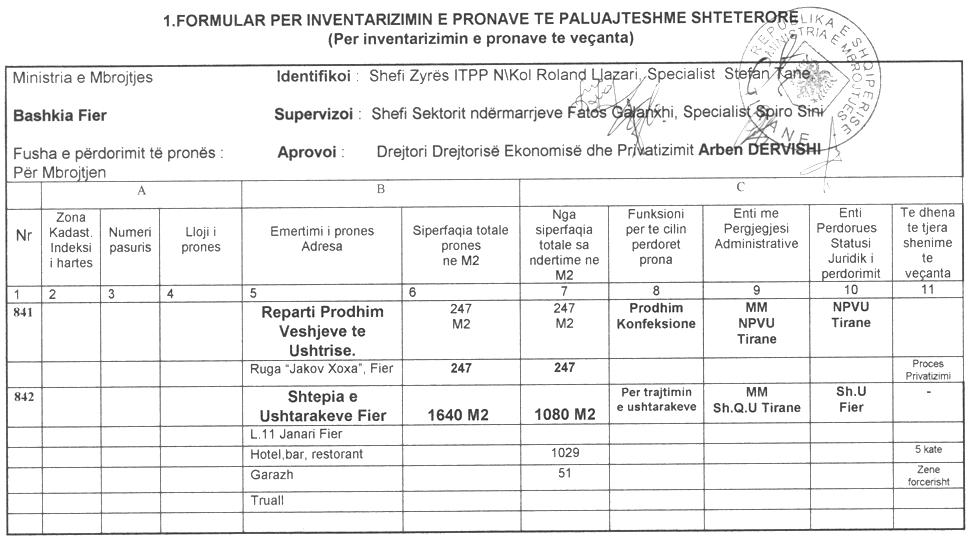 1.FORMULAR PER INVENTARIZIMIN E PRONAVE TE PALUAJTESHME SHTETERORE
(Per inventarizimin e pronave te veçanta)
REPUBLIKA E SHQIPERISE
MINISTRIA E MBROJTJES
TIRANE
Ministria e Mbrojtjes
Identifikoi : Shefi Zyrës ITPP N\Kol Roland Llazari, Specialist Stefan Tane
Bashkia Fier
Supervizoi : Shefi Sektorit ndërmarrjeve Fatos Galanxhi, Specialist Spiro Sini
Fusha e përdorimit të pronës :
Për Mbrojtjen
Aprovoi : Drejtori Drejtorisë Ekonomisë dhe Privatizimit Arben DERVISHI
A B C
Nr
Zona
Kadast.
Indeksi
i hartes
Numeri
pasuris
Lloji i
prones
Emertimi i prones
Adresa
Siperfaqia totale
prones
ne M2
Nga
siperfaqia
totale sa
ndertime ne
M2
Funksioni
per te cilin
perdoret
prona
Enti me
Pergjegjesi
Administrative
Enti
Perdorues
Statusi
Juridik i
perdorimit
Te dhena
te tjera
shenime
te
veçanta
1 2 3 4 5 6 7 8 9 10 11
841
Reparti Prodhim
Veshjeve te
Ushtrise.
247
M2
247
M2
Prodhim
Konfeksione
MM
NPVU
Tirane
NPVU
Tirane
Ruga "Jakov Xoxa", Fier 247 247
Proces
Privatizimi
842
Shtepia e
Ushtarakeve Fier
1640 M2
1080 M2
Per trajtimin
e ushtarakeve
MM
Sh.Q.U Tirane
Sh.U
Fier
-
L.11 Janari Fier
Hotel,bar, restorant 1029 5 kate
Garazh 51
Zene
forcerisht
Truall